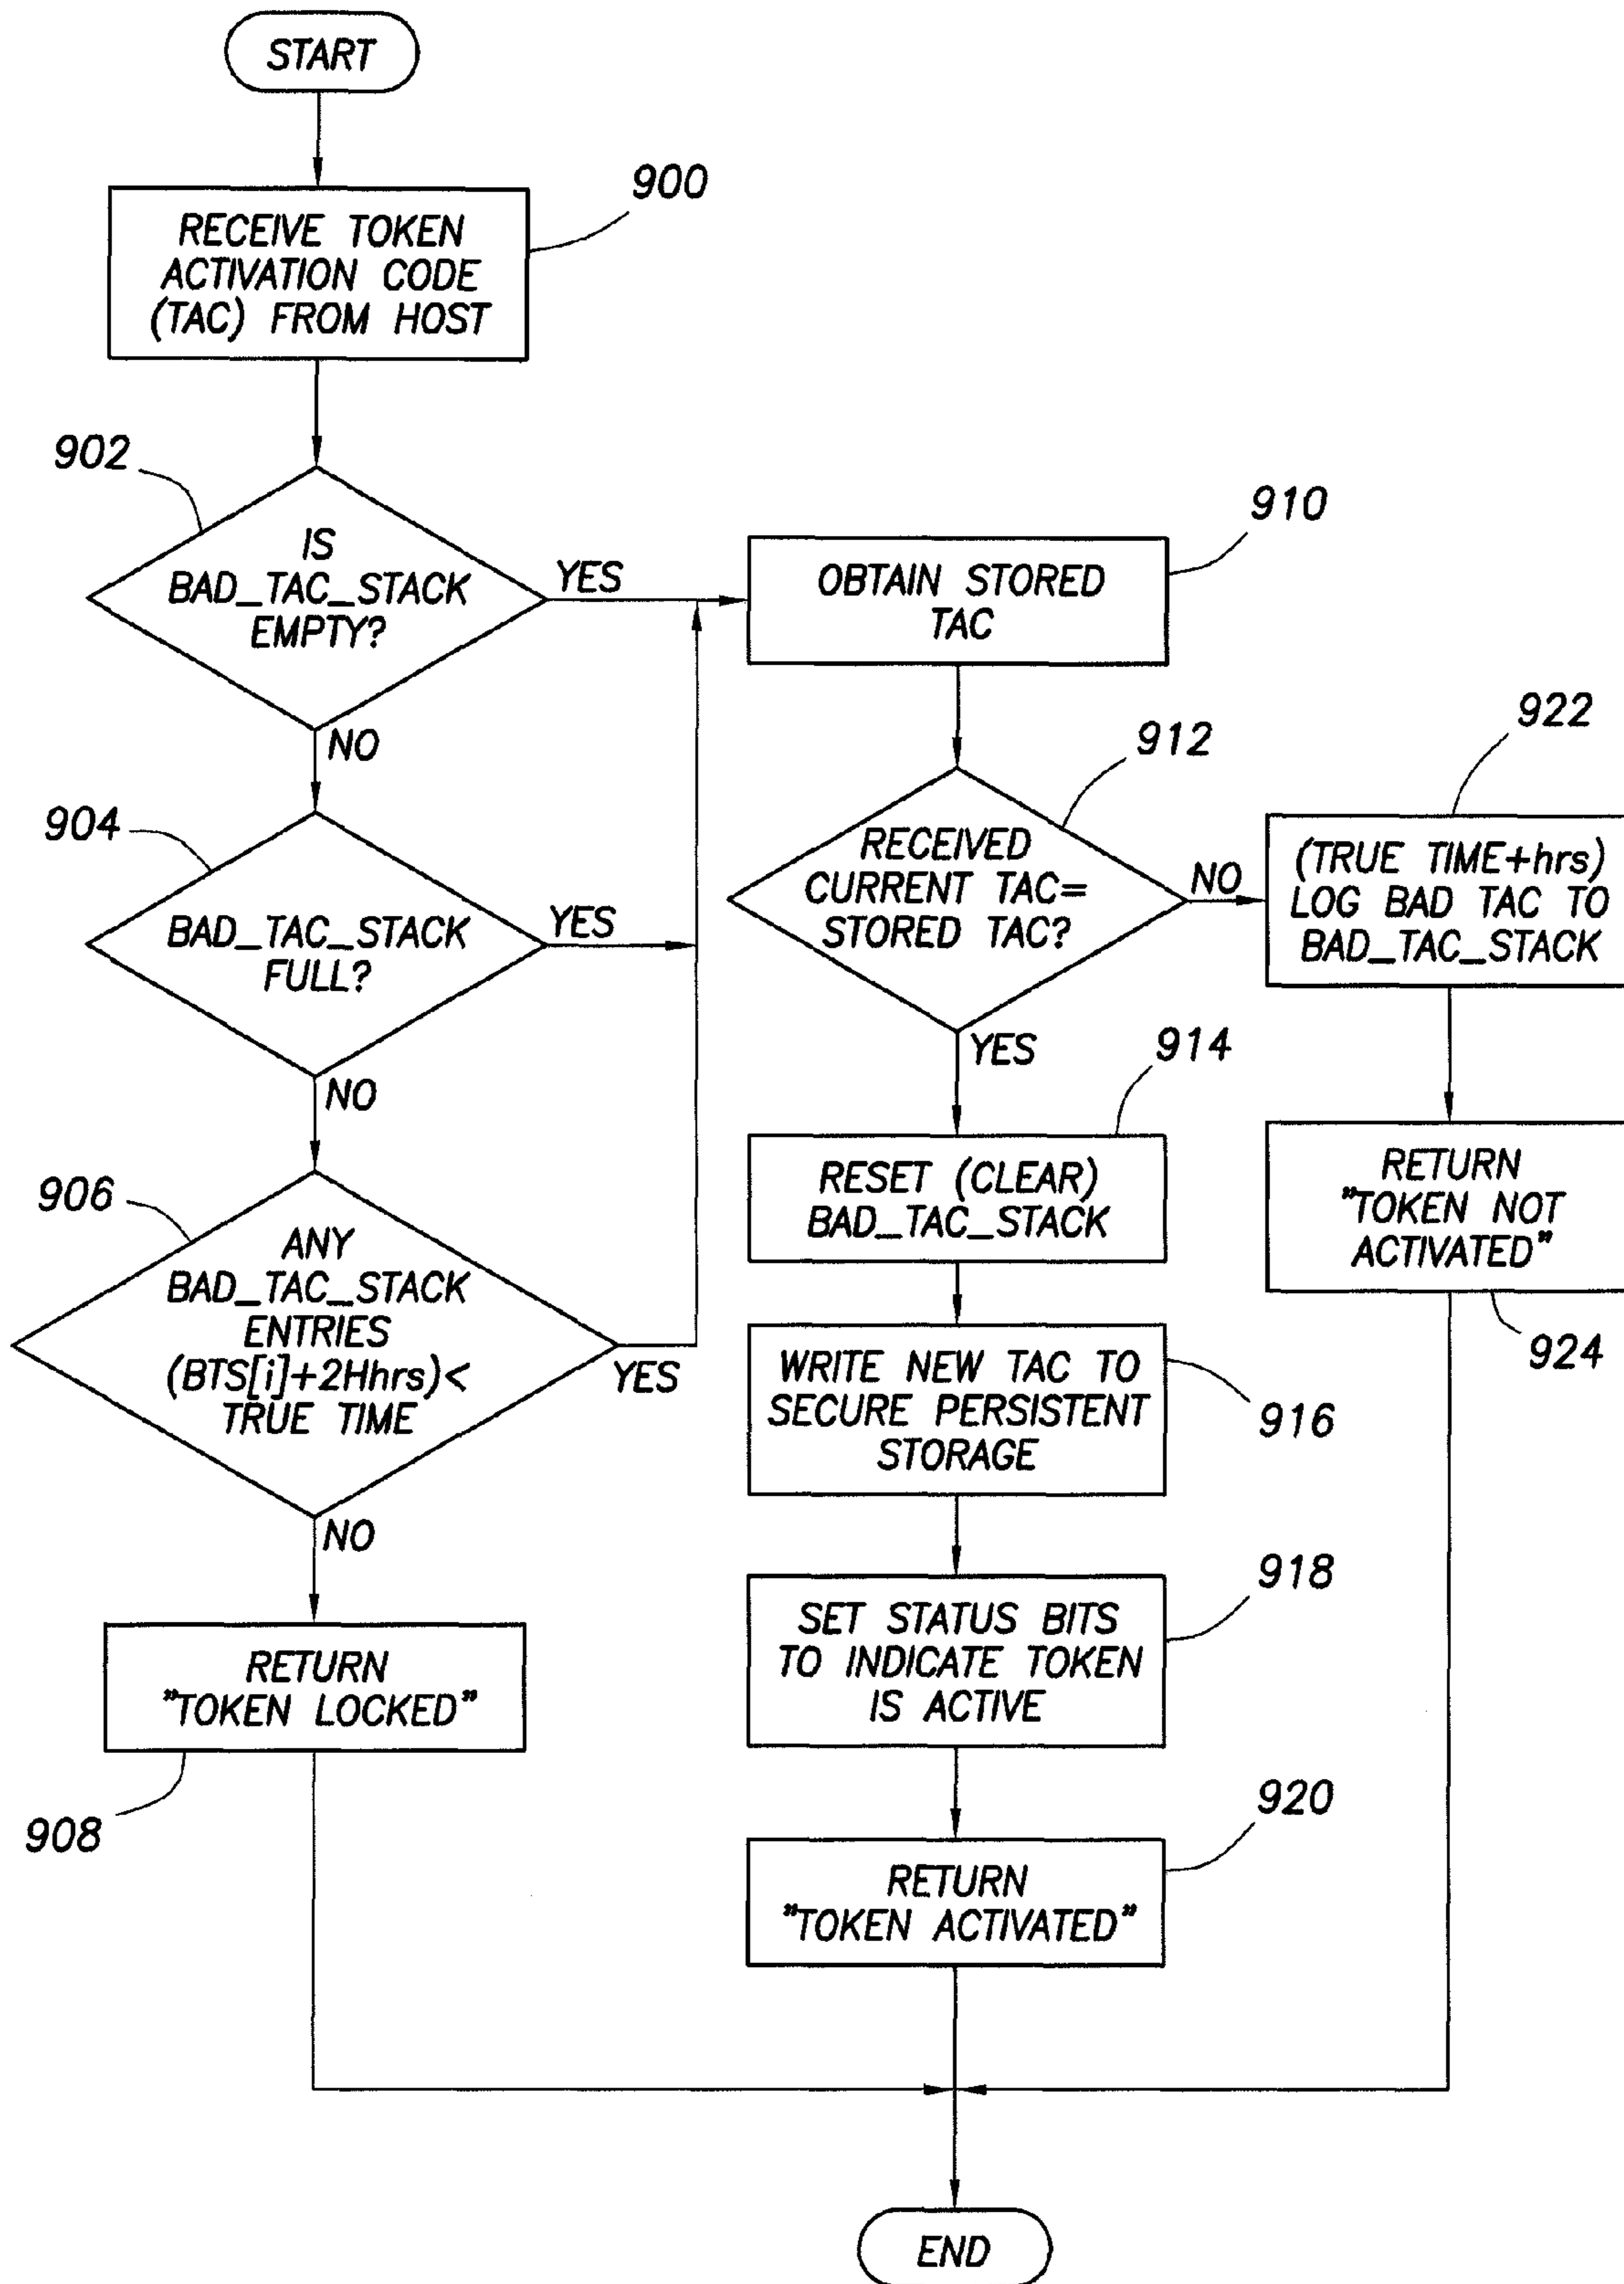 START
900
RECEIVE TOKEN
ACTIVATION CODE
(TAC) FROM HOST
902
IS
BAD_TAC_STACK
EMPTY?
YES
NO
904
BAD_TAC_STACK
FULL?
YES
NO
906
ANY
BAD_TAC_STACK
ENTRIES
(BTS[i]+2Hhrs)<
TRUE TIME
YES
NO
RETURN
"TOKEN LOCKED"
908
910
OBTAIN STORED
TAC
912
RECEIVED
CURRENT TAC=
STORED TAC?
NO
YES
914
RESET (CLEAR)
BAD_TAC_STACK
WRITE NEW TAC TO
SECURE PERSISTENT
STORAGE
916
918
SET STATUS BITS
TO INDICATE TOKEN
IS ACTIVE
920
RETURN
"TOKEN ACTIVATED"
922
(TRUE TIME+hrs)
LOG BAD TAC TO
BAD_TAC_STACK
RETURN
"TOKEN NOT
ACTIVATED"
924
END